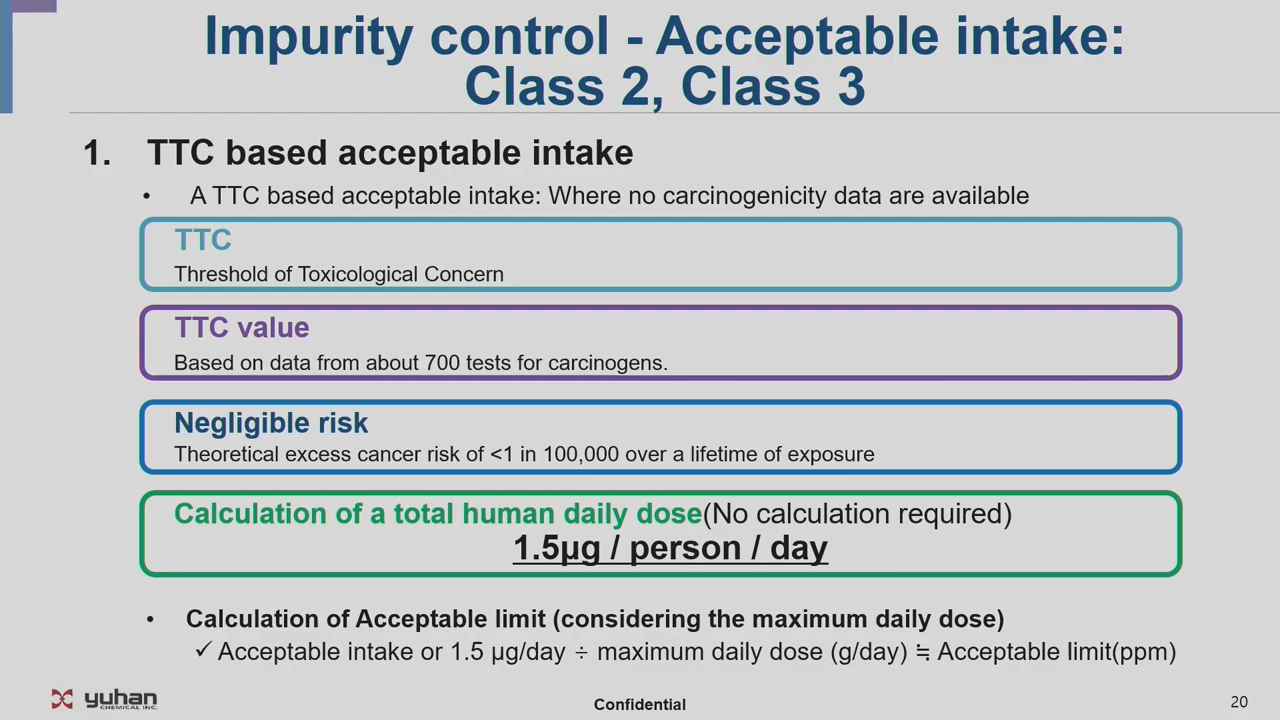 Impurity control - Acceptable intake:
Class 2, Class 3
1. TTC based acceptable intake
• A TTC based acceptable intake: Where no carcinogenicity data are available
TTC
Threshold of Toxicological Concern
TTC value
Based on data from about 700 tests for carcinogens.
Negligible risk
Theoretical excess cancer risk of <1 in 100,000 over a lifetime of exposure
Calculation of a total human daily dose(No calculation required)
1.5µg / person / day
• Calculation of Acceptable limit (considering the maximum daily dose)
✓ Acceptable intake or 1.5 µg/day ÷ maximum daily dose (g/day) ≒ Acceptable limit(ppm)
yuhan
CHEMICAL INC.
Confidential
20